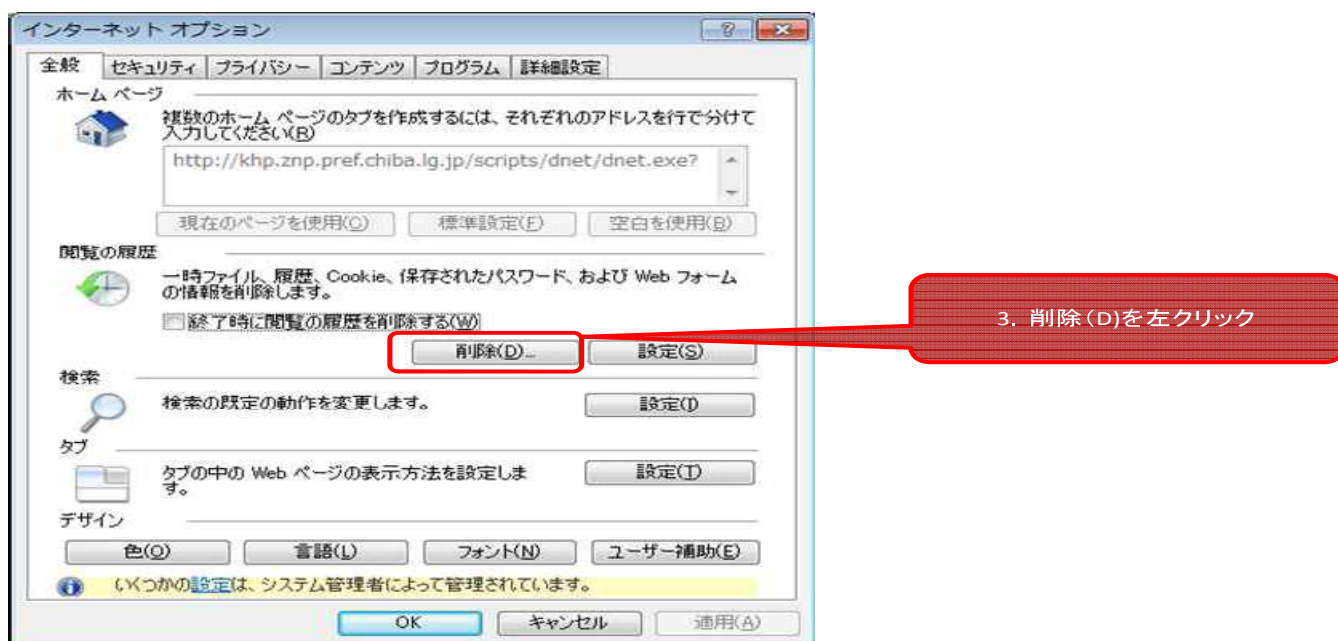 インターネット オプション
全般 セキュリティ プライバシー コンテンツ プログラム 詳細設定
ホーム ページ
複数のホーム ページのタブを作成するには、それぞれのアドレスを行で分けて
入力してください(R)
http://khp.znp.pref.chiba.lg.jp/scripts/dnet/dnet.exe?
現在のページを使用(C) 標準設定(F) 空白を使用(B)
閲覧の履歴
一時ファイル、履歴、Cookie、保存されたパスワード、および Web フォーム
の情報を削除します。
終了時に閲覧の履歴を削除する(W)
削除(D)... 設定(S)
3. 削除(D)を左クリック
検索
検索の既定の動作を変更します。 設定(I)
タブ
タブの中の Web ページの表示方法を設定しま
す。
設定(T)
デザイン
色(O) 言語(L) フォント(N) ユーザー補助(E)
いくつかの設定は、システム管理者によって管理されています。
OK キャンセル 適用(A)